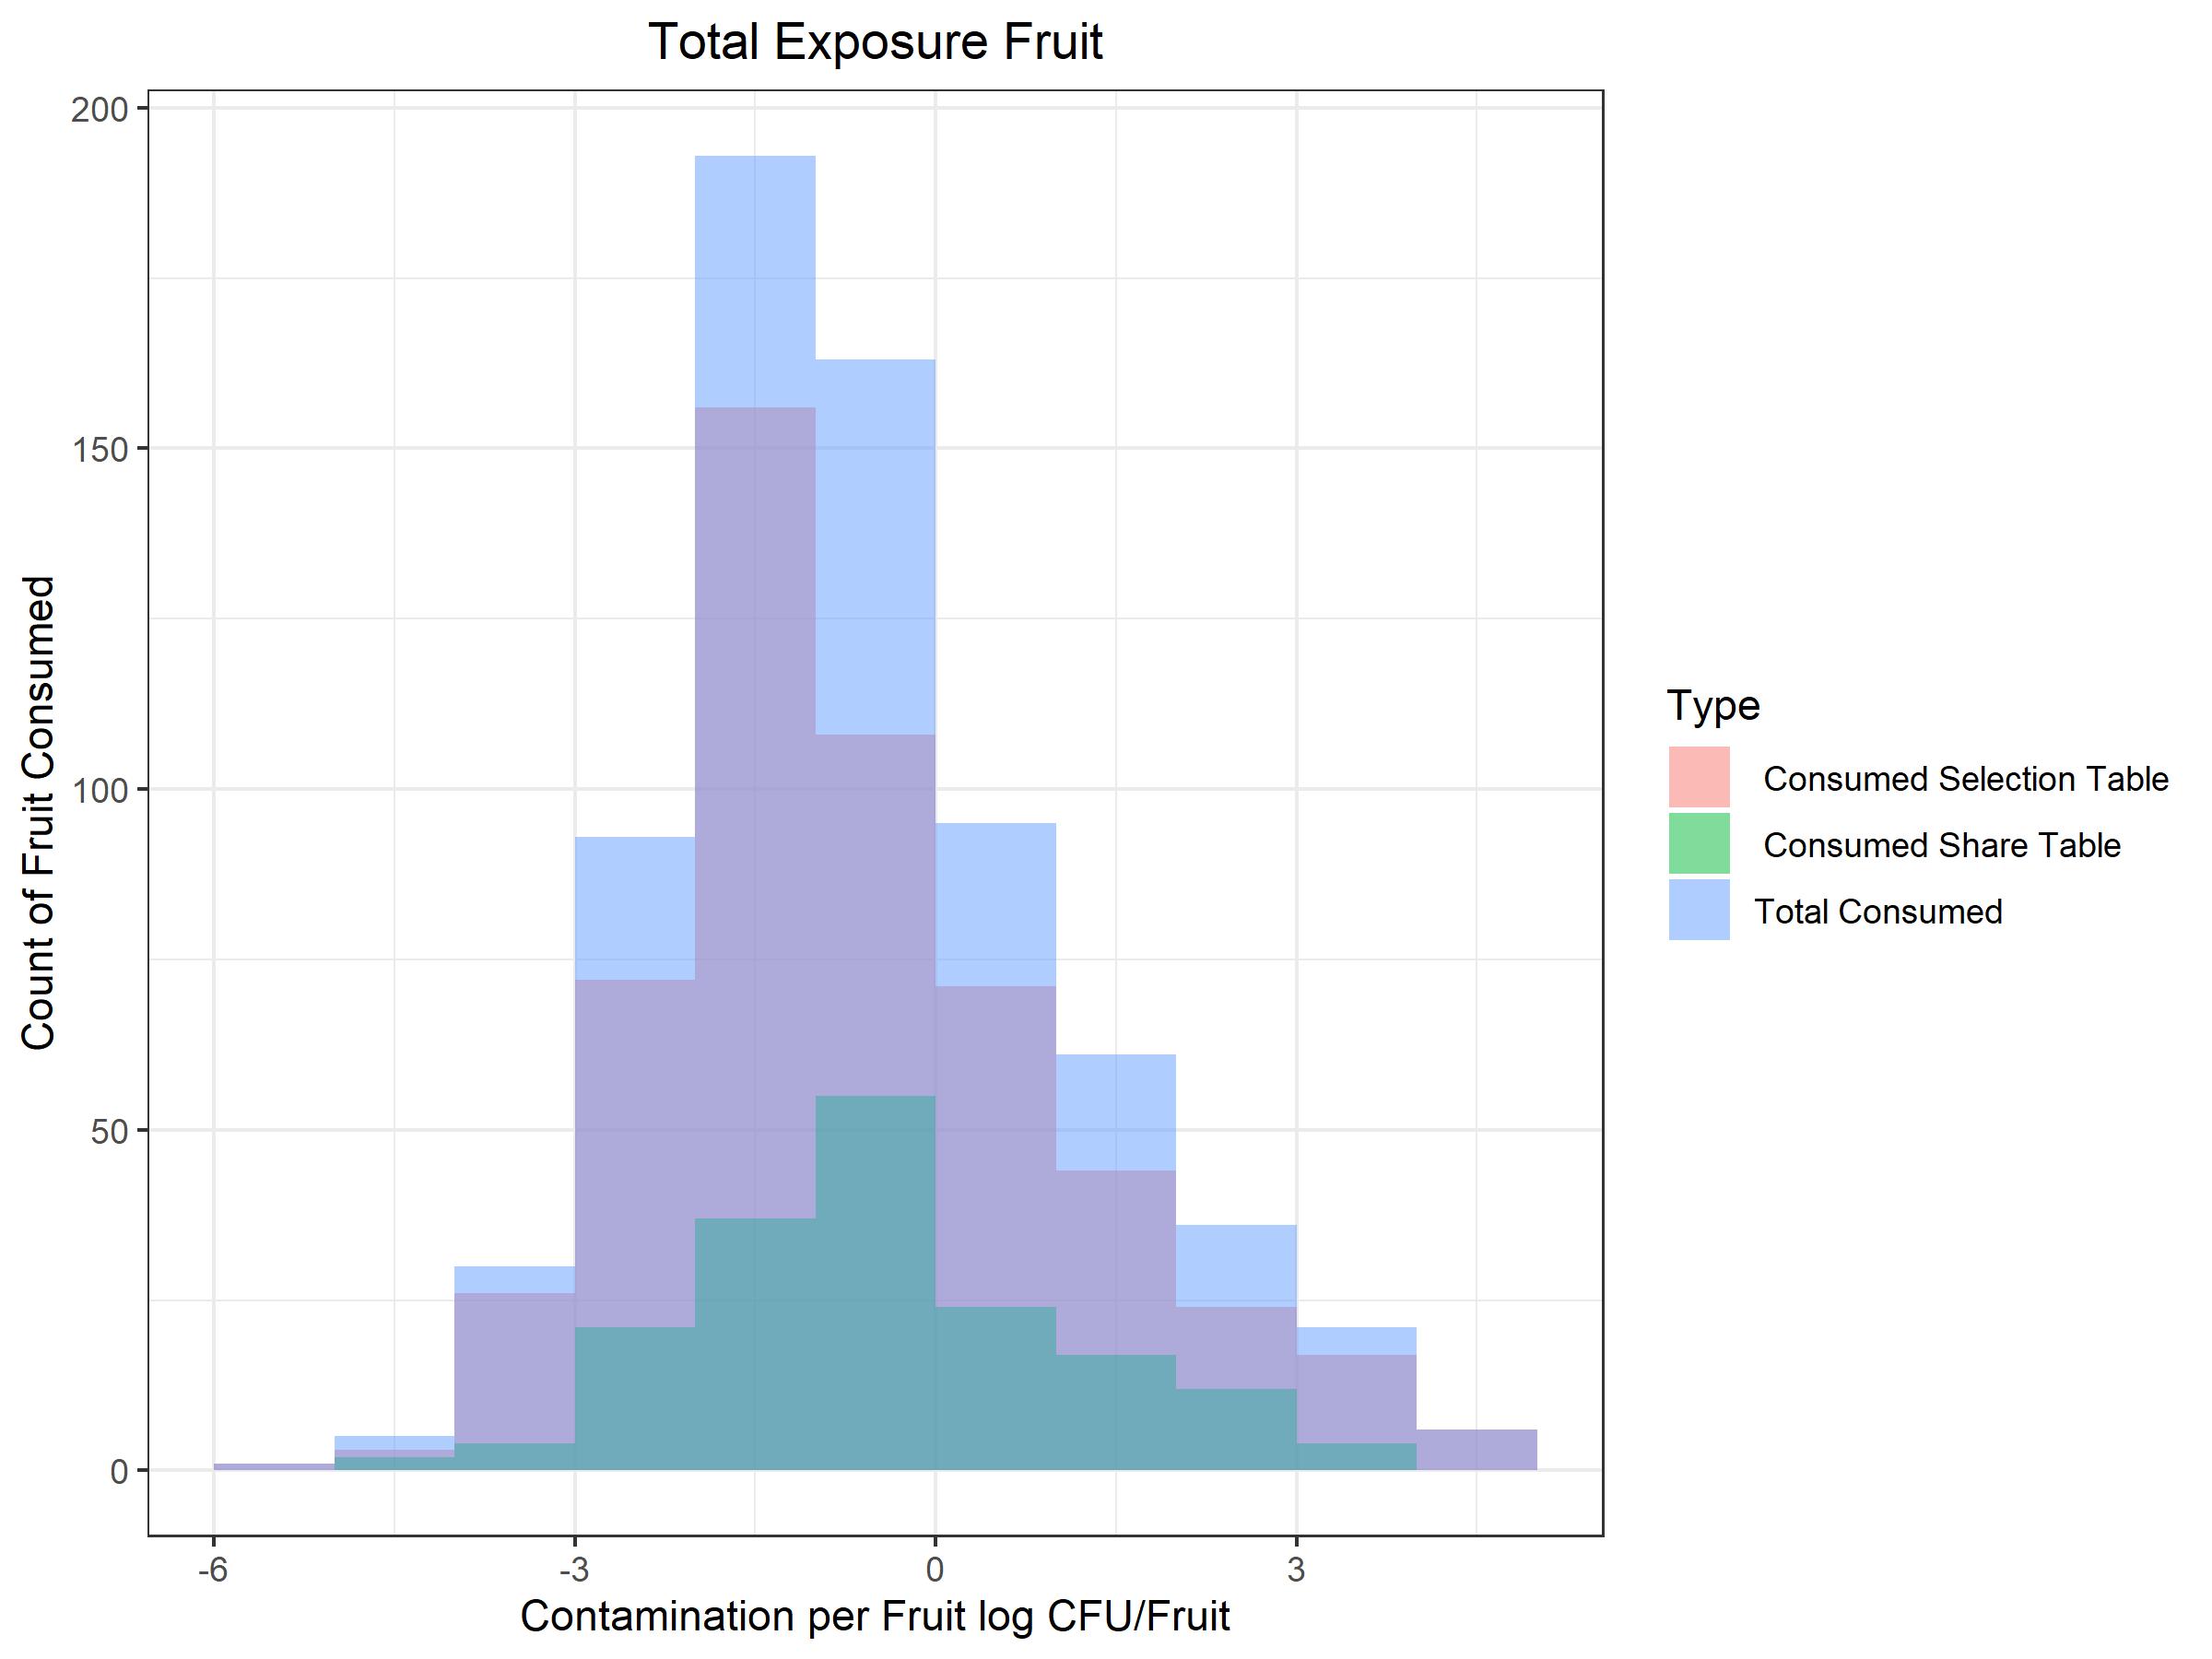 Total Exposure Fruit
200
150
100
50
0
Count of Fruit Consumed
-6
-3
0
3
Contamination per Fruit log CFU/Fruit
Type
Consumed Selection Table
Consumed Share Table
Total Consumed